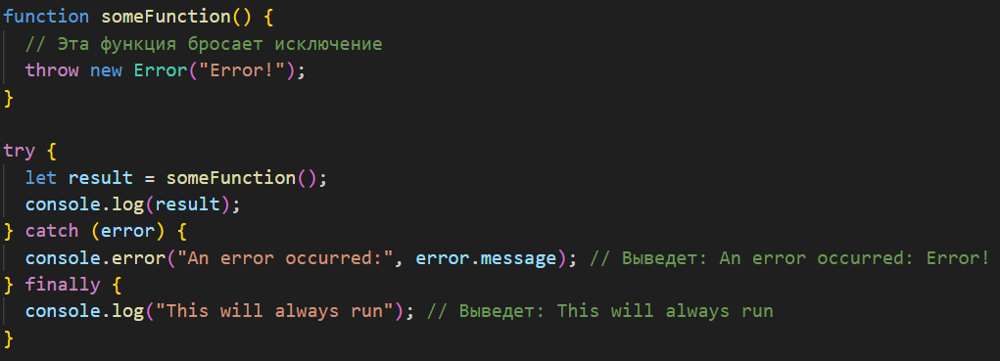 function someFunction() {
  // Эта функция бросает исключение
  throw new Error("Error!");
}

try {
  let result = someFunction();
  console.log(result);
} catch (error) {
  console.error("An error occurred:", error.message); // Выведет: An error occurred: Error!
} finally {
  console.log("This will always run"); // Выведет: This will always run
}